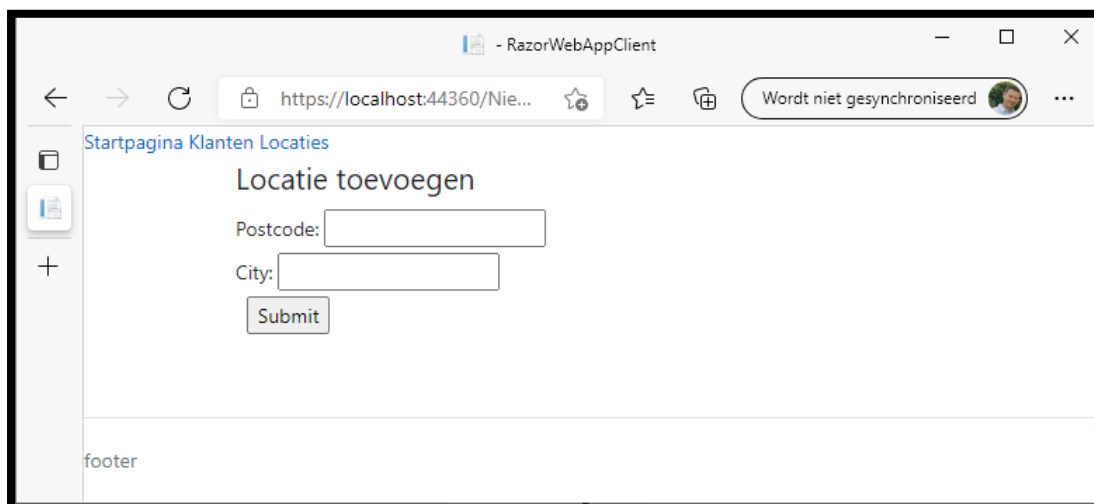 - RazorWebAppClient
https://localhost:44360/Nie...
Wordt niet gesynchroniseerd
Startpagina Klanten Locaties
Locatie toevoegen
Postcode:
City:
Submit
footer